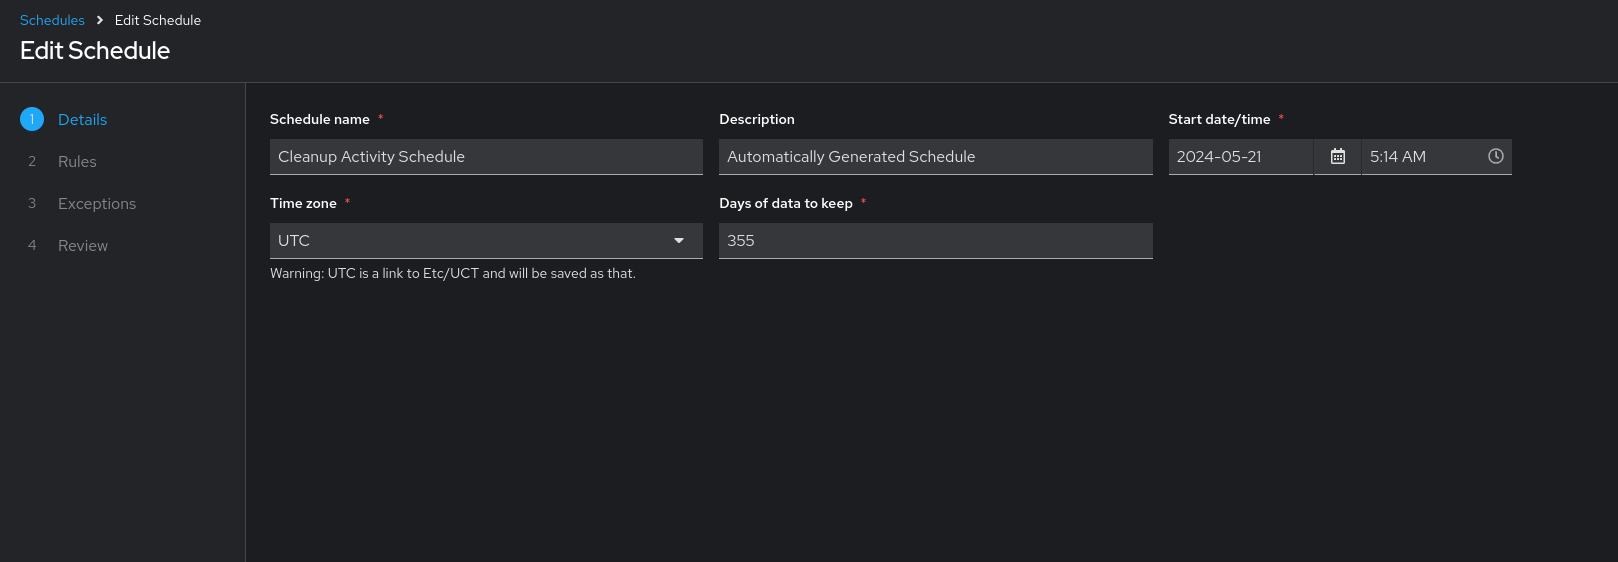 Schedules > Edit Schedule
Edit Schedule
1 Details
2 Rules
3 Exceptions
4 Review
Schedule name *
Cleanup Activity Schedule
Description
Automatically Generated Schedule
Start date/time *
2024-05-21 5:14 AM
Time zone *
UTC
Warning: UTC is a link to Etc/UCT and will be saved as that.
Days of data to keep *
355